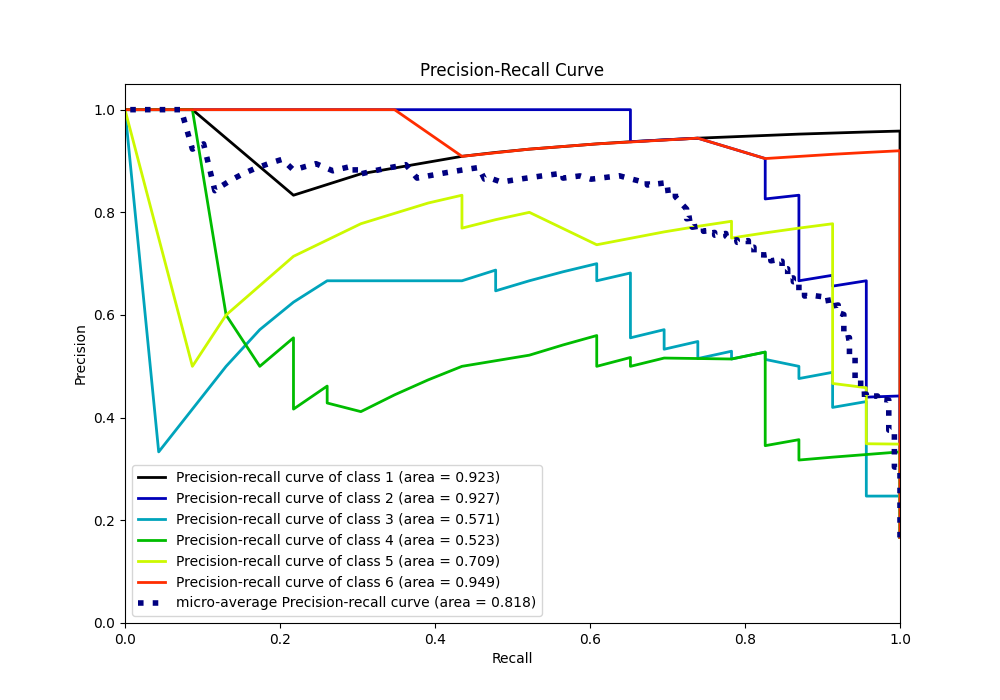 Precision-Recall Curve
1.0
0.8
0.6
0.4
0.2
0.0
Precision
Precision-recall curve of class 1 (area = 0.923)
Precision-recall curve of class 2 (area = 0.927)
Precision-recall curve of class 3 (area = 0.571)
Precision-recall curve of class 4 (area = 0.523)
Precision-recall curve of class 5 (area = 0.709)
Precision-recall curve of class 6 (area = 0.949)
micro-average Precision-recall curve (area = 0.818)
0.0 0.2 0.4 0.6 0.8 1.0
Recall